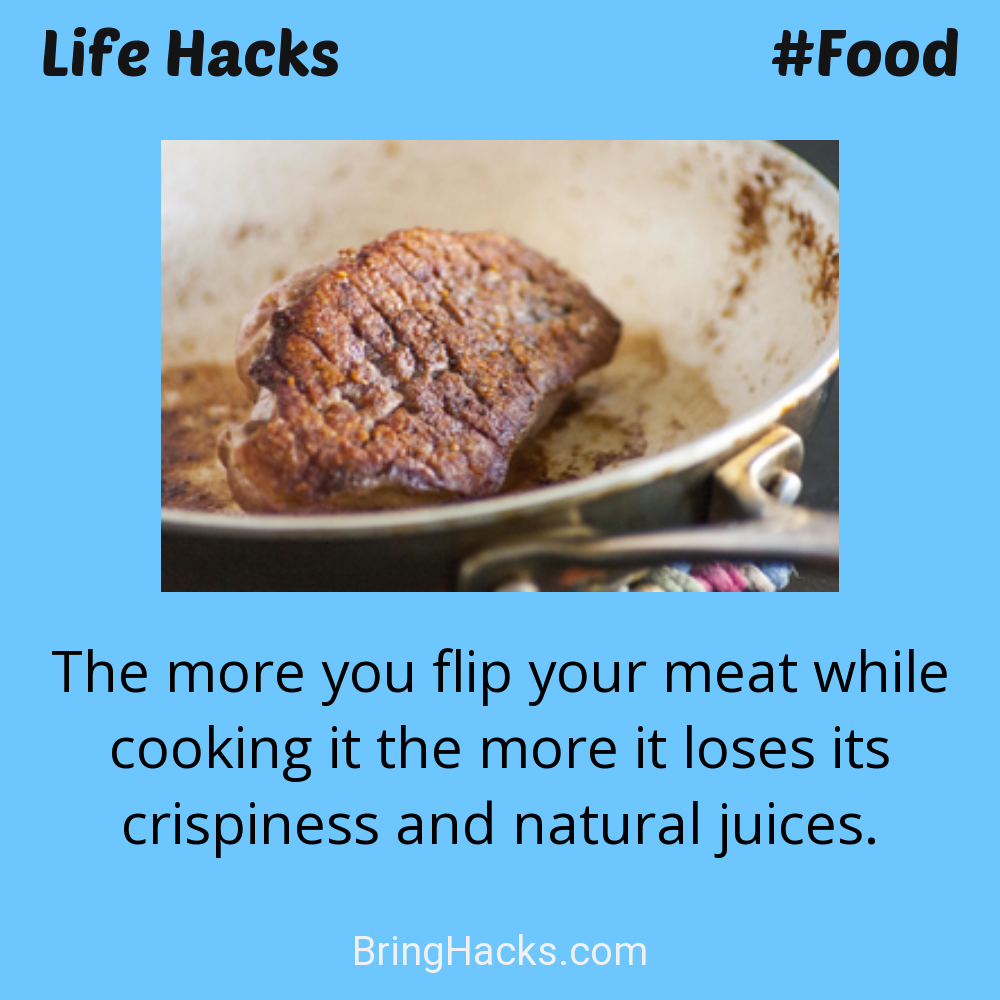 Life Hacks
#Food
The more you flip your meat while
cooking it the more it loses its
crispiness and natural juices.
BringHacks.com